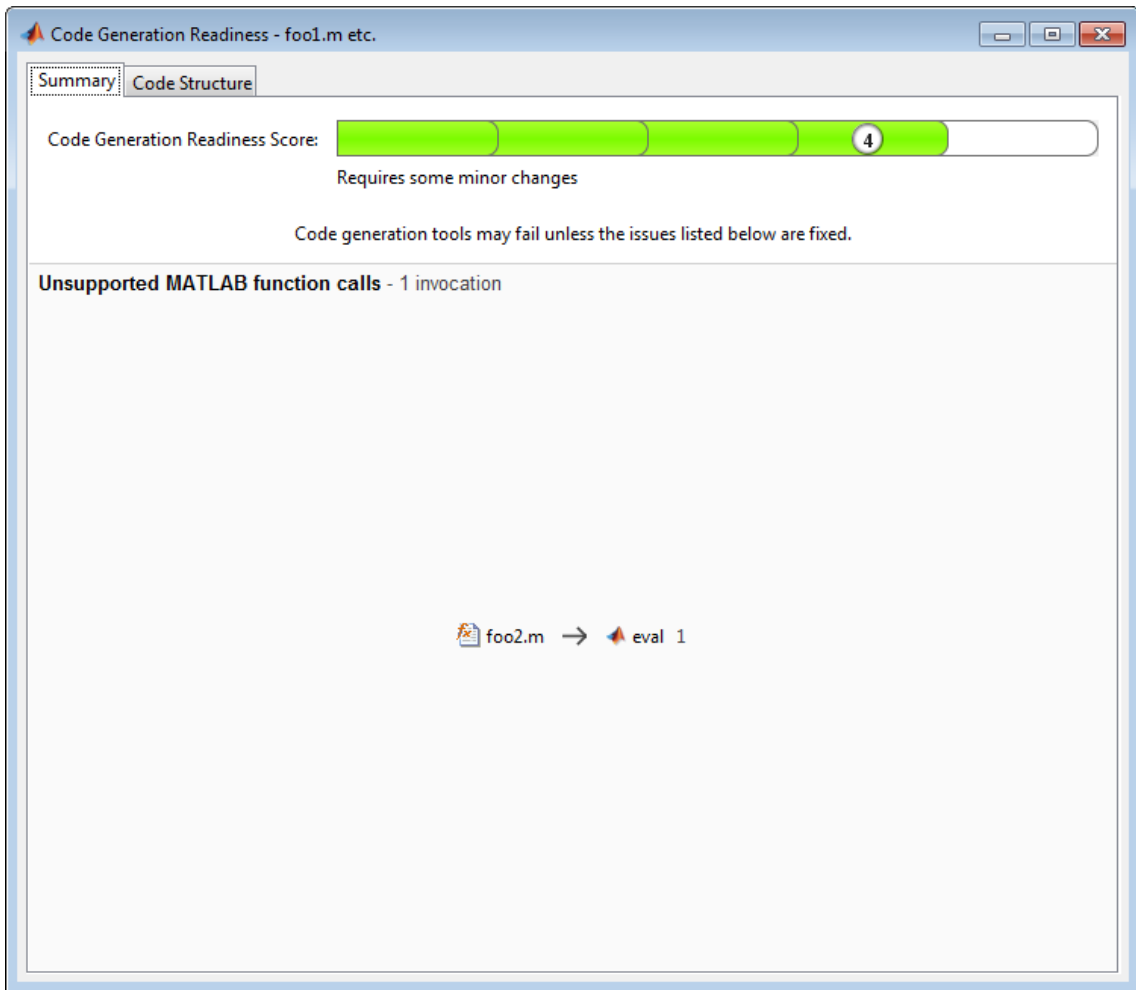 Code Generation Readiness - foo1.m etc.
Summary Code Structure
Code Generation Readiness Score: 4
Requires some minor changes
Code generation tools may fail unless the issues listed below are fixed.
Unsupported MATLAB function calls - 1 invocation
foo2.m → eval 1